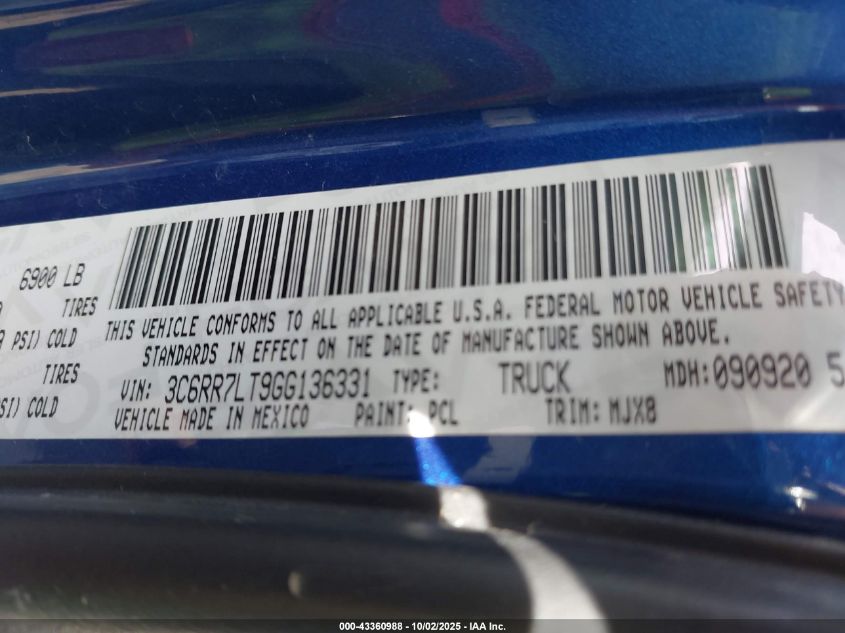 6900 LB
TIRES
PSI) COLD
TIRES
PSI) COLD
THIS VEHICLE CONFORMS TO ALL APPLICABLE U.S.A. FEDERAL MOTOR VEHICLE SAFETY
STANDARDS IN EFFECT ON THE DATE OF MANUFACTURE SHOWN ABOVE.
VIN: 3C6RR7LT9GG136331 TYPE: TRUCK MDH:090920 5
VEHICLE MADE IN MEXICO PAINT: PCL TRIM: MJX8
000-43360988 - 10/02/2025 - IAA Inc.